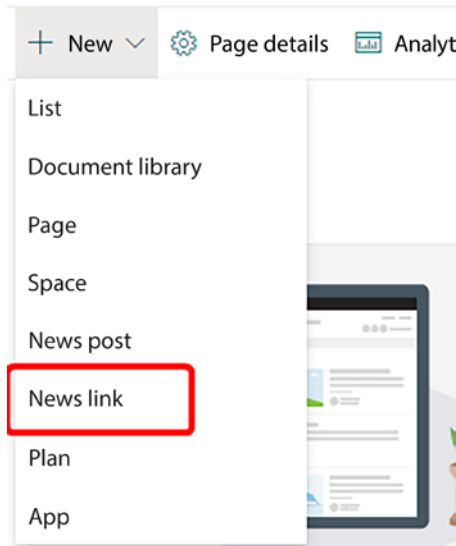 New
Page details
Analyt
List
Document library
Page
Space
News post
News link
Plan
App